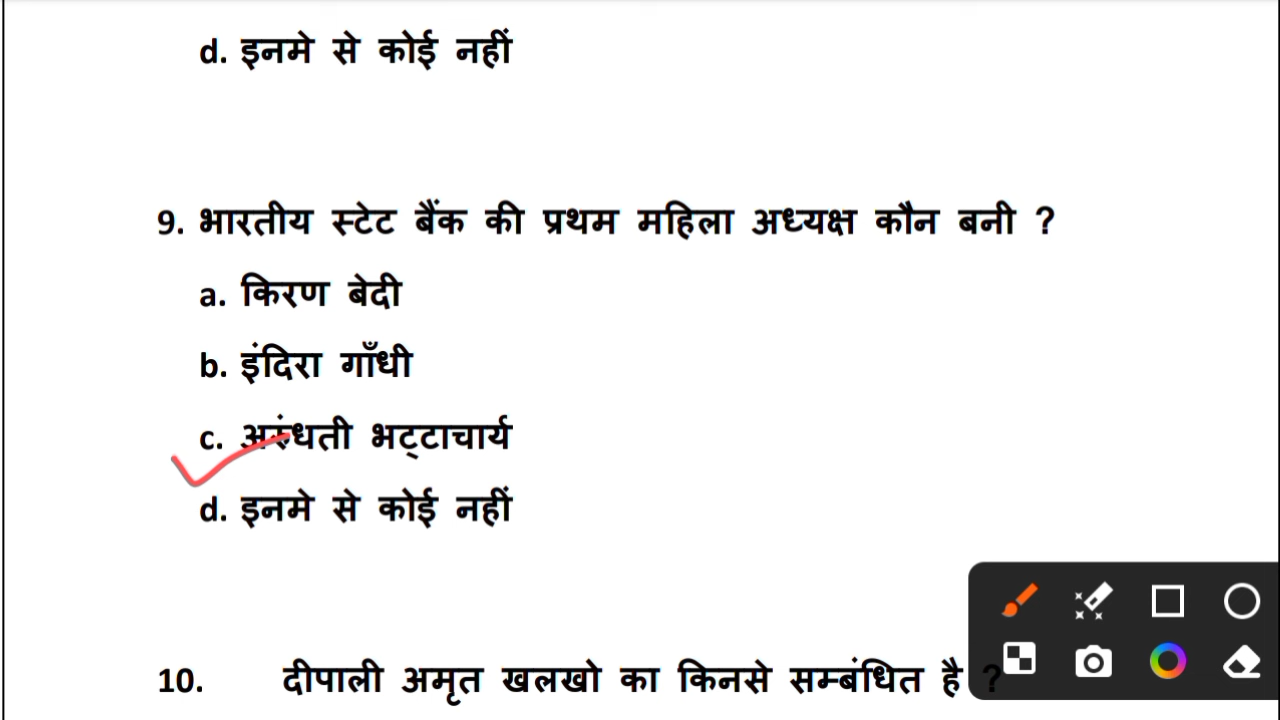 d. इनमे से कोई नहीं
9. भारतीय स्टेट बैंक की प्रथम महिला अध्यक्ष कौन बनी ?
a. किरण बेदी
b. इंदिरा गाँधी
c. अरुंधती भट्टाचार्य
d. इनमे से कोई नहीं
10. दीपाली अमृत खलखो का किनसे सम्बंधित है ?